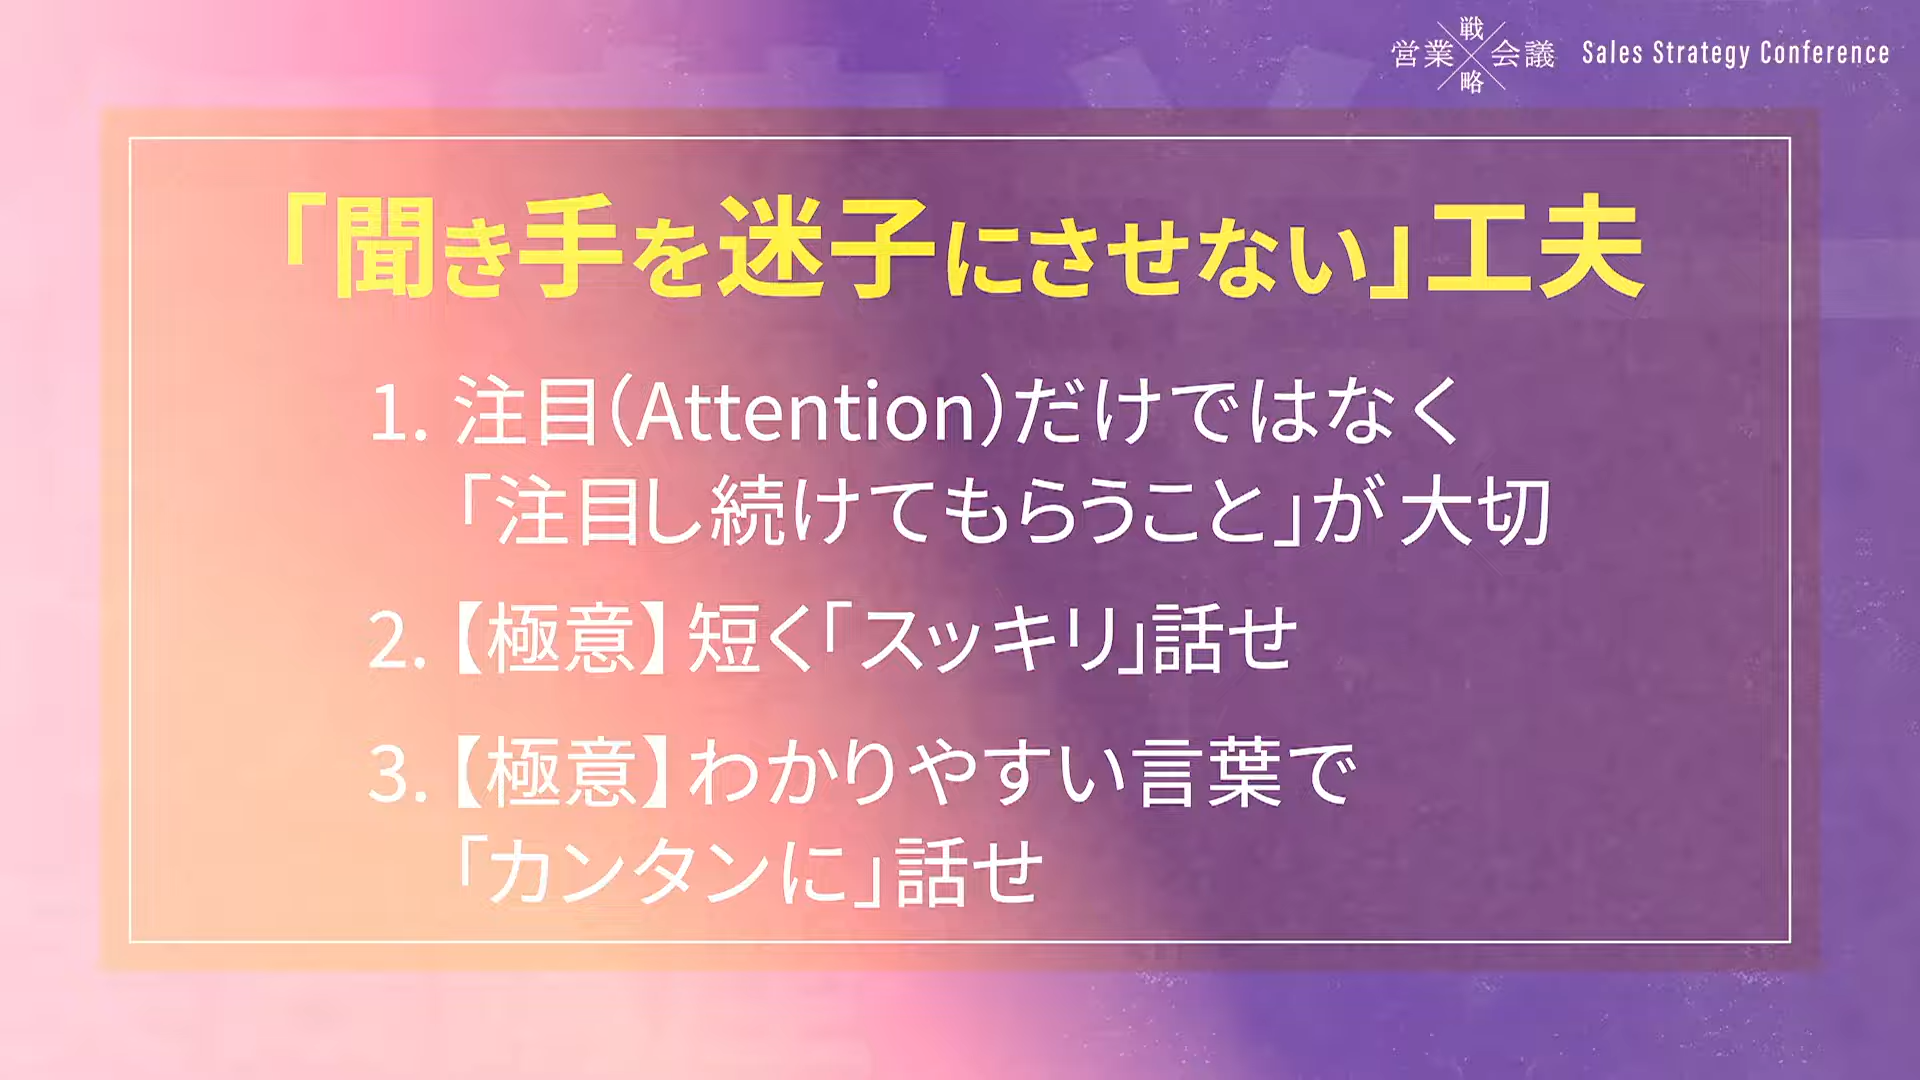 営業戦略会議 Sales Strategy Conference
「聞き手を迷子にさせない」工夫
1. 注目(Attention)だけではなく
「注目し続けてもらうこと」が大切
2.【極意】短く「スッキリ」話せ
3.【極意】わかりやすい言葉で
「カンタンに」話せ